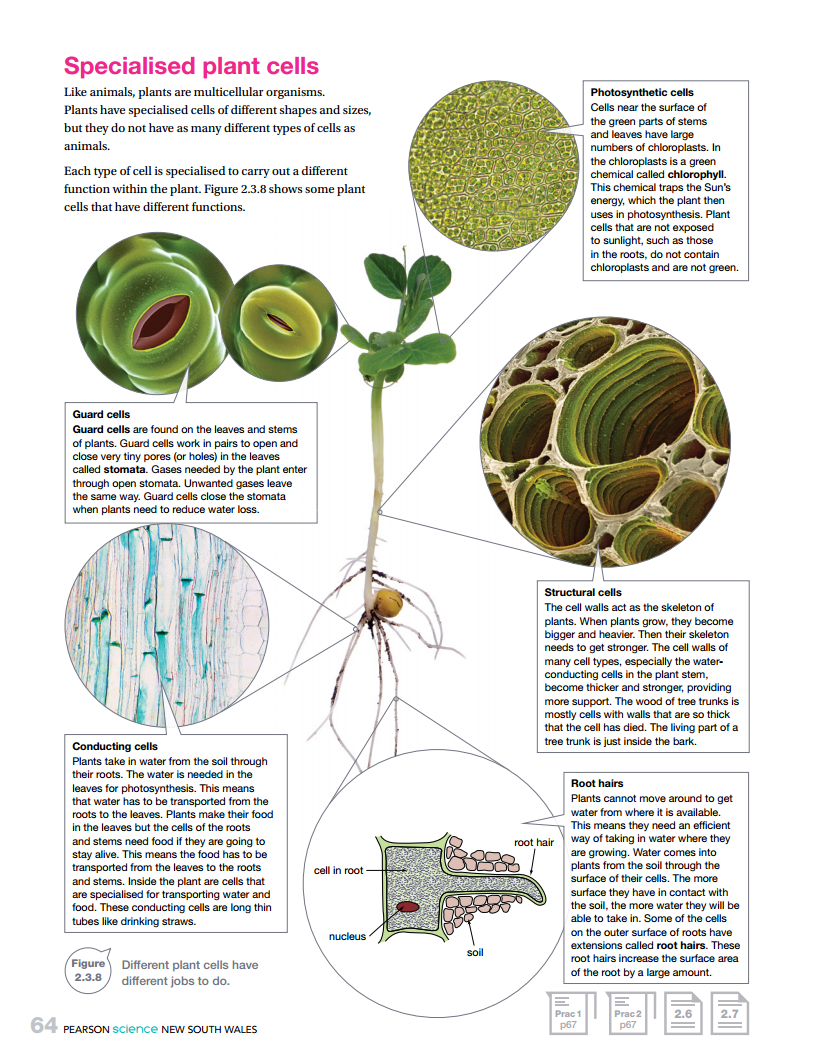 Specialised plant cells
Like animals, plants are multicellular organisms.
Plants have specialised cells of different shapes and sizes,
but they do not have as many different types of cells as
animals.
Each type of cell is specialised to carry out a different
function within the plant. Figure 2.3.8 shows some plant
cells that have different functions.
Photosynthetic cells
Cells near the surface of
the green parts of stems
and leaves have large
numbers of chloroplasts. In
the chloroplasts is a green
chemical called chlorophyll.
This chemical traps the Sun's
energy, which the plant then
uses in photosynthesis. Plant
cells that are not exposed
to sunlight, such as those
in the roots, do not contain
chloroplasts and are not green.
Guard cells
Guard cells are found on the leaves and stems
of plants. Guard cells work in pairs to open and
close very tiny pores (or holes) in the leaves
called stomata. Gases needed by the plant enter
through open stomata. Unwanted gases leave
the same way. Guard cells close the stomata
when plants need to reduce water loss.
Structural cells
The cell walls act as the skeleton of
plants. When plants grow, they become
bigger and heavier. Then their skeleton
needs to get stronger. The cell walls of
many cell types, especially the water-
conducting cells in the plant stem,
become thicker and stronger, providing
more support. The wood of tree trunks is
mostly cells with walls that are so thick
that the cell has died. The living part of a
tree trunk is just inside the bark.
Conducting cells
Plants take in water from the soil through
their roots. The water is needed in the
leaves for photosynthesis. This means
that water has to be transported from the
roots to the leaves. Plants make their food
in the leaves but the cells of the roots
and stems need food if they are going to
stay alive. This means the food has to be
transported from the leaves to the roots
and stems. Inside the plant are cells that
are specialised for transporting water and
food. These conducting cells are long thin
tubes like drinking straws.
Root hairs
Plants cannot move around to get
water from where it is available.
This means they need an efficient
way of taking in water where they
are growing. Water comes into
plants from the soil through the
surface of their cells. The more
surface they have in contact with
the soil, the more water they will be
able to take in. Some of the cells
on the outer surface of roots have
extensions called root hairs. These
root hairs increase the surface area
of the root by a large amount.
root hair
cell in root
nucleus
soil
Figure
2.3.8
Different plant cells have
different jobs to do.
Prac 1
p67
Prac 2
p67
2.6
2.7
64 PEARSON science NEW SOUTH WALES